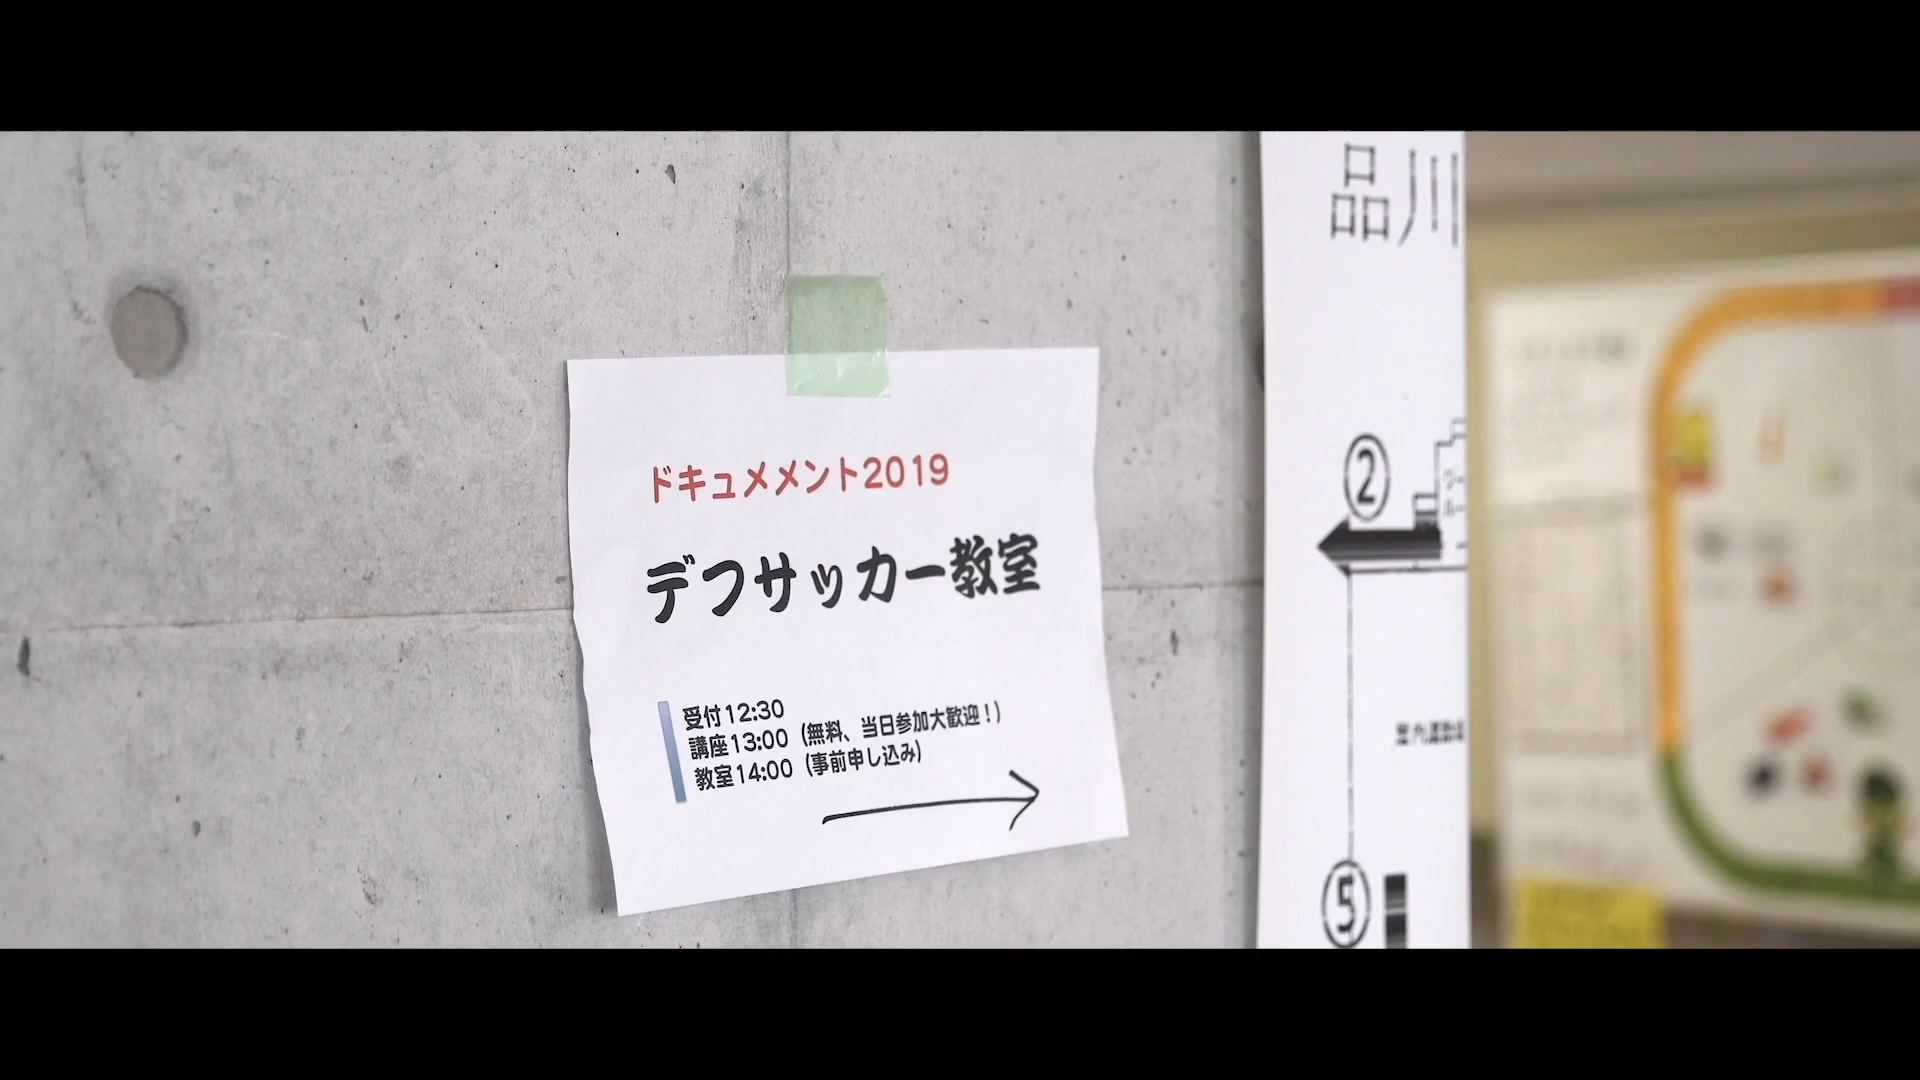 ドキュメメント2019
デフサッカー教室
受付12:30
講座13:00（無料、当日参加大歓迎！）
教室14:00（事前申し込み）
品川
②
⑤